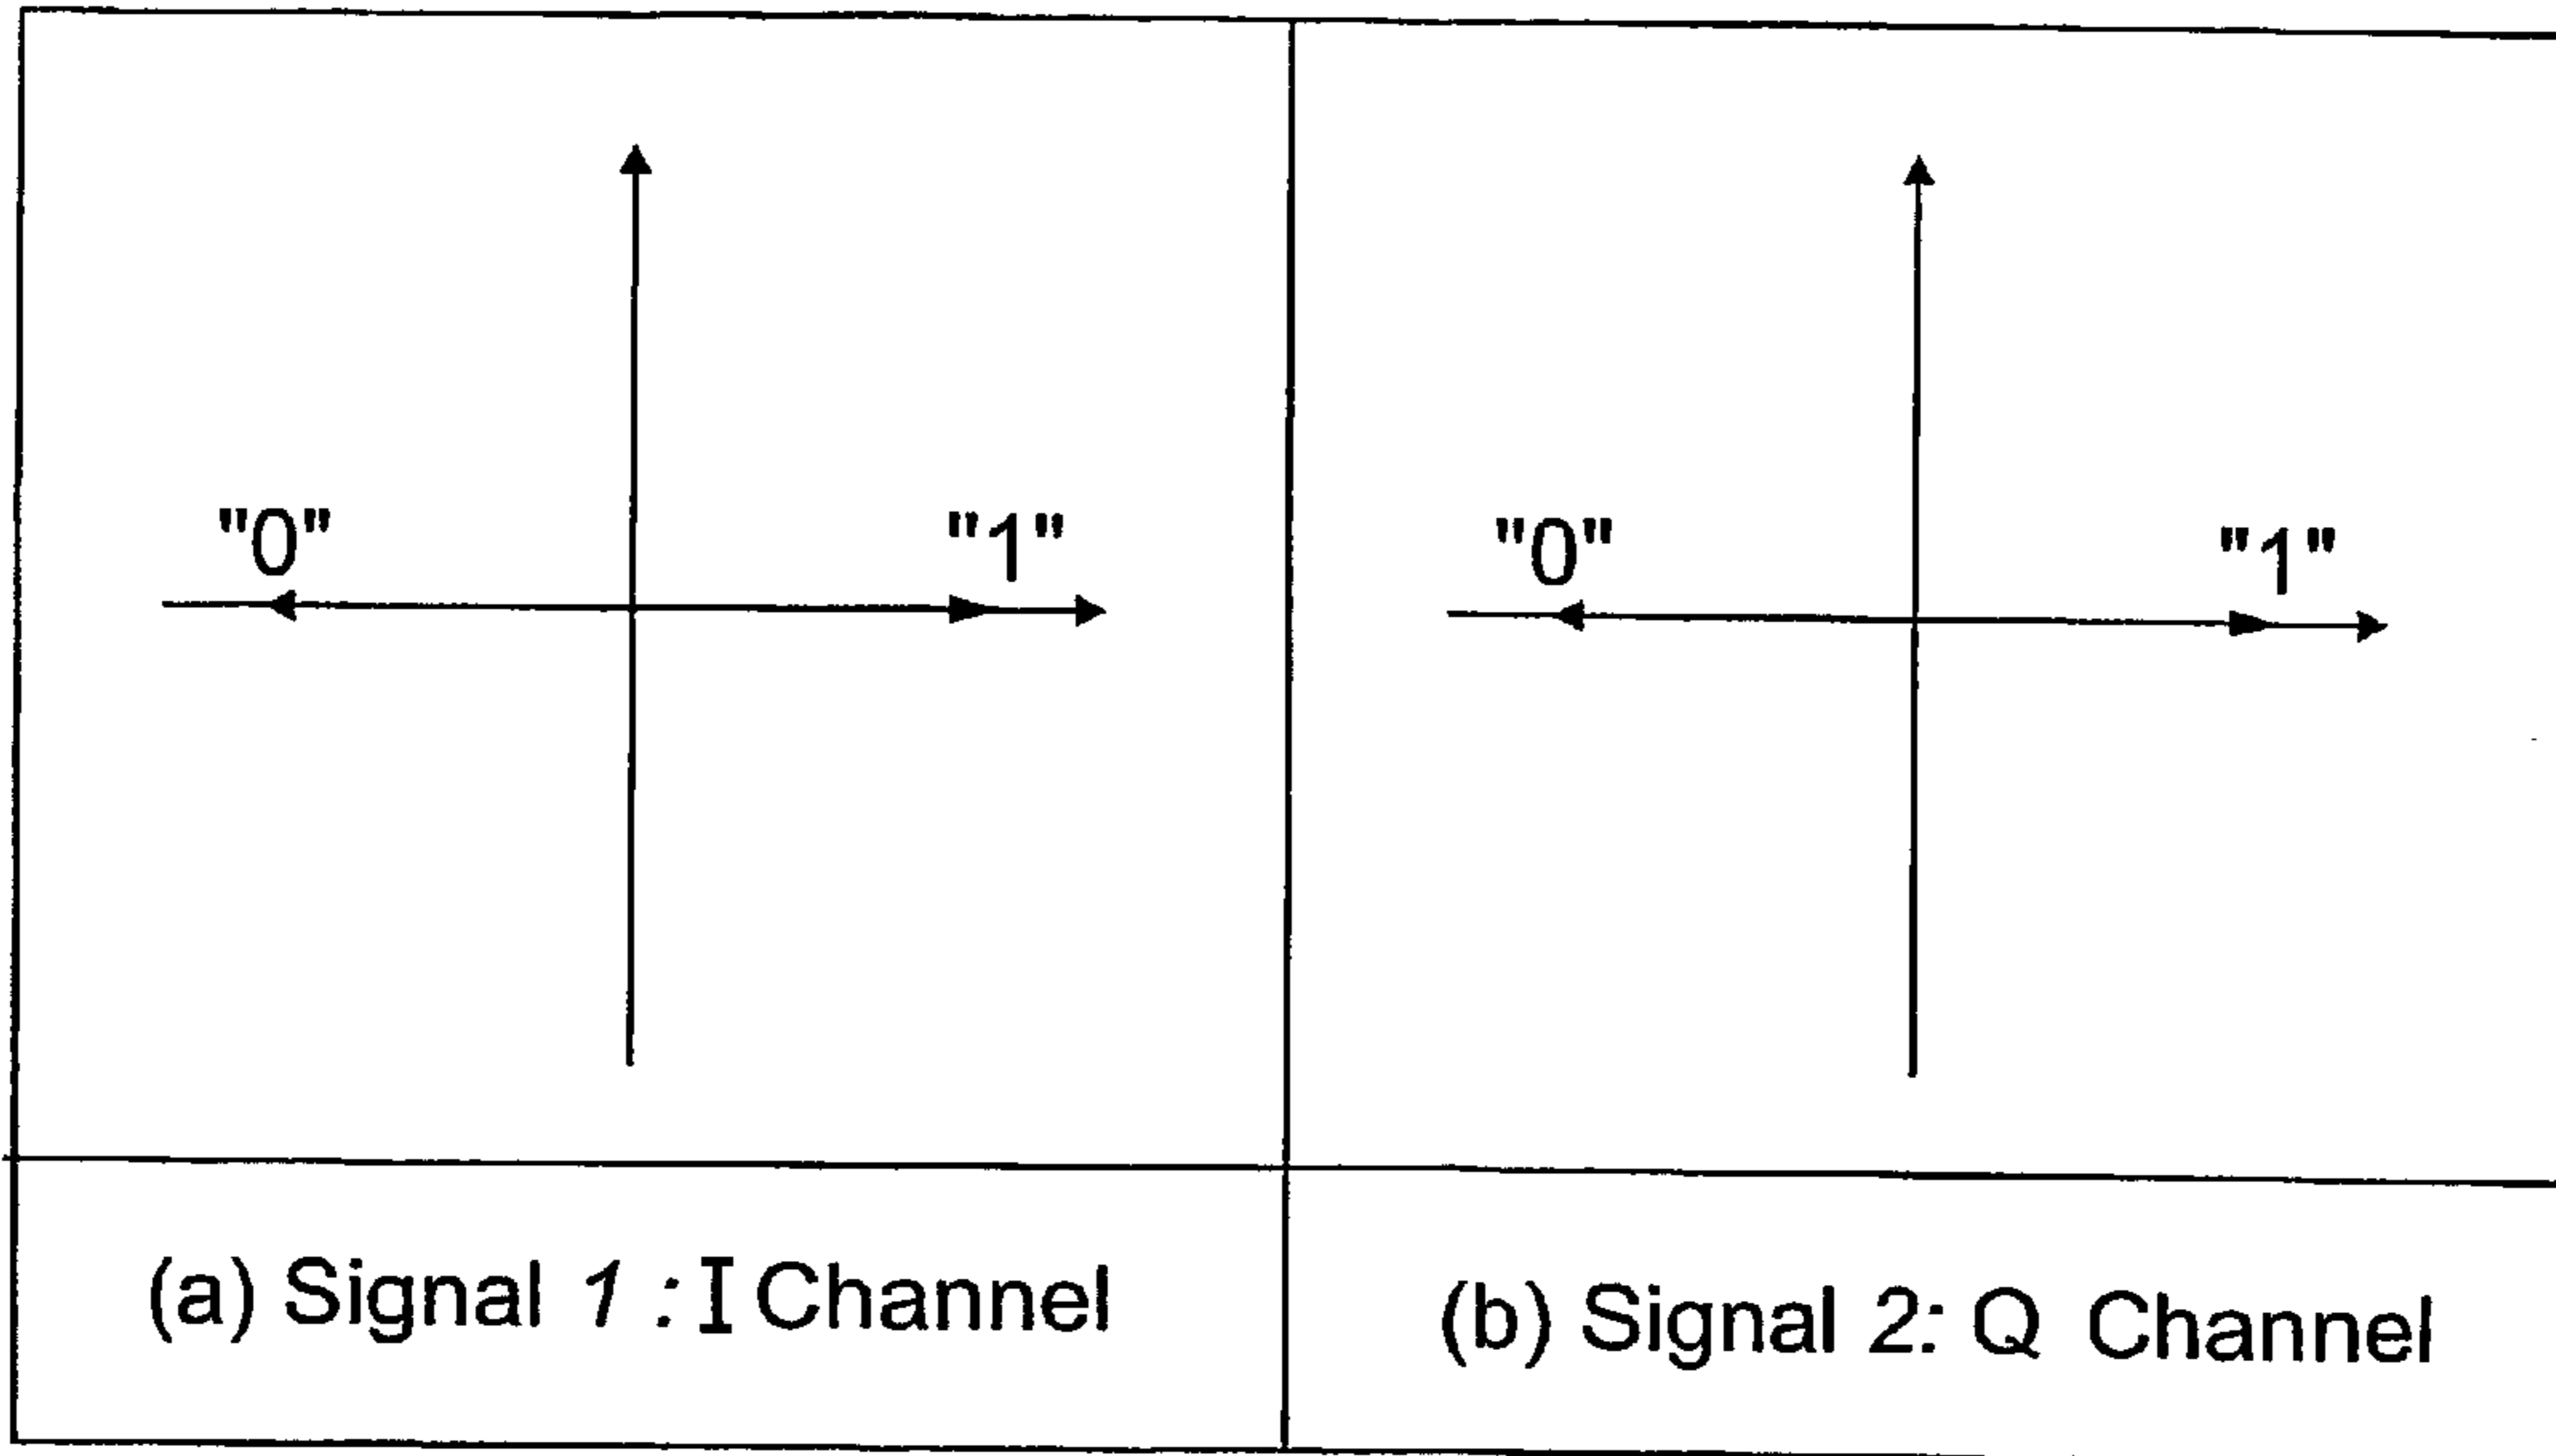 "0" "1"
"0" "1"
(a) Signal 1 : I Channel
(b) Signal 2: Q Channel